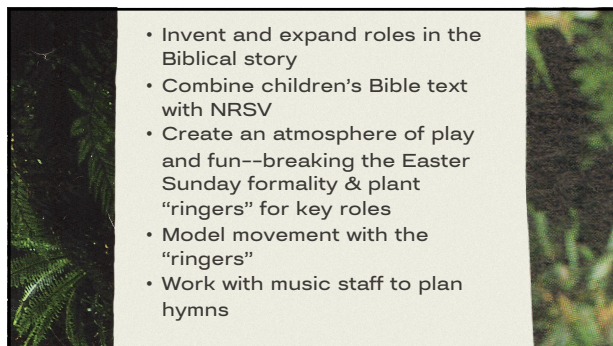 • Invent and expand roles in the
Biblical story
• Combine children's Bible text
with NRSV
• Create an atmosphere of play
and fun--breaking the Easter
Sunday formality & plant
“ringers” for key roles
• Model movement with the
“ringers”
• Work with music staff to plan
hymns